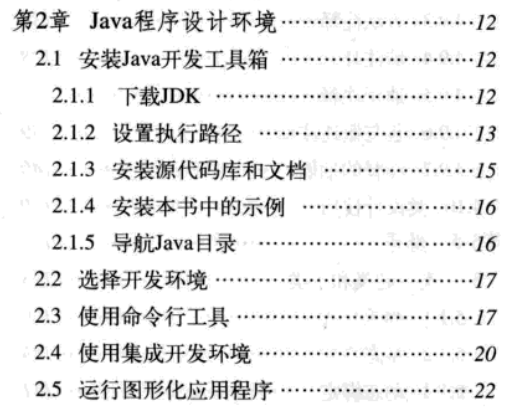 第2章 Java程序设计环境……………………12
2.1 安装Java开发工具箱……………………12
2.1.1 下载JDK……………………12
2.1.2 设置执行路径……………………13
2.1.3 安装源代码库和文档……………………15
2.1.4 安装本书中的示例……………………16
2.1.5 导航Java目录……………………16
2.2 选择开发环境……………………17
2.3 使用命令行工具……………………17
2.4 使用集成开发环境……………………20
2.5 运行图形化应用程序……………………22